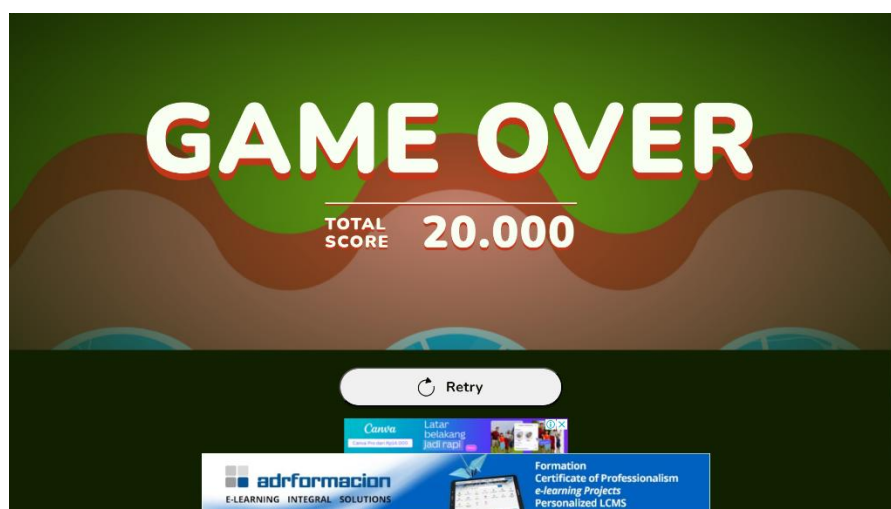 GAME OVER
TOTAL
SCORE
20.000
Retry
Canva
Latar
belakang
jadi rapi
adrformacion
E-LEARNING INTEGRAL SOLUTIONS
Formation
Certificate of Professionalism
e-learning Projects
Personalized LCMS